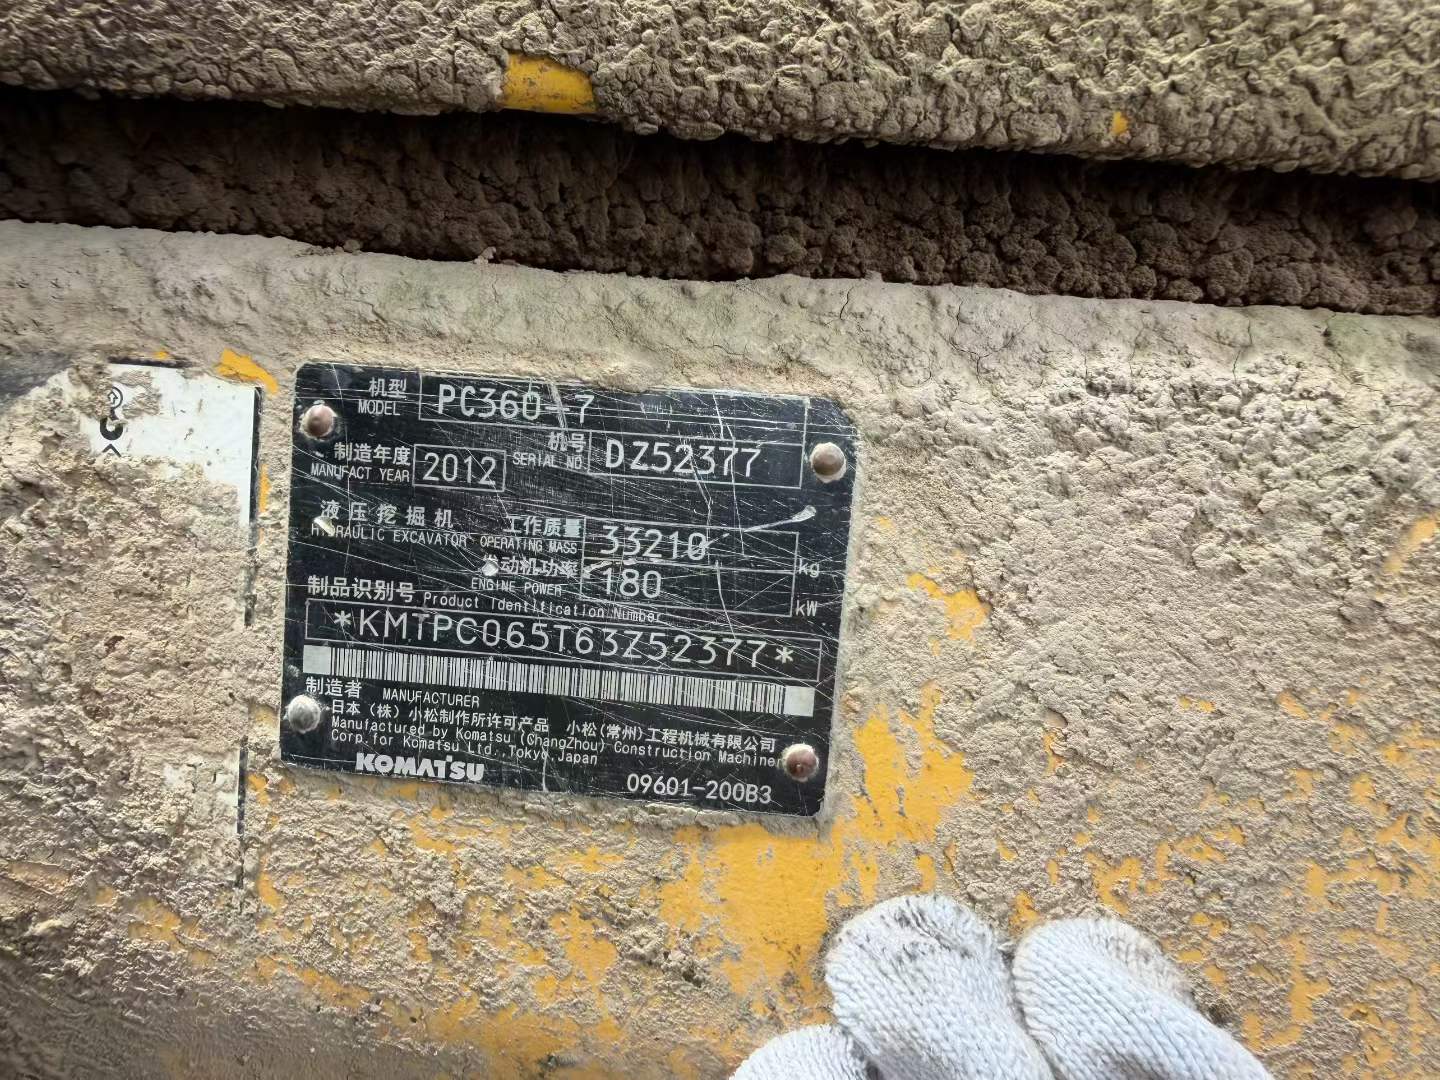 机型 PC360-7
MODEL
制造年度 2012 机号 DZ52377
MANUFACT YEAR SERIAL NO.
液压挖掘机 工作质量 33210 kg
HYDRAULIC EXCAVATOR OPERATING MASS
发动机功率 180 kW
ENGINE POWER
制品识别号 Product Identification Number
*KMTPC065T63Z52377*
制造者 MANUFACTURER
日本（株）小松制作所许可产品 小松(常州)工程机械有限公司
Manufactured by Komatsu (ChangZhou) Construction Machiner
Corp.for Komatsu Ltd.,Tokyo,Japan
KOMATSU 09601-200B3